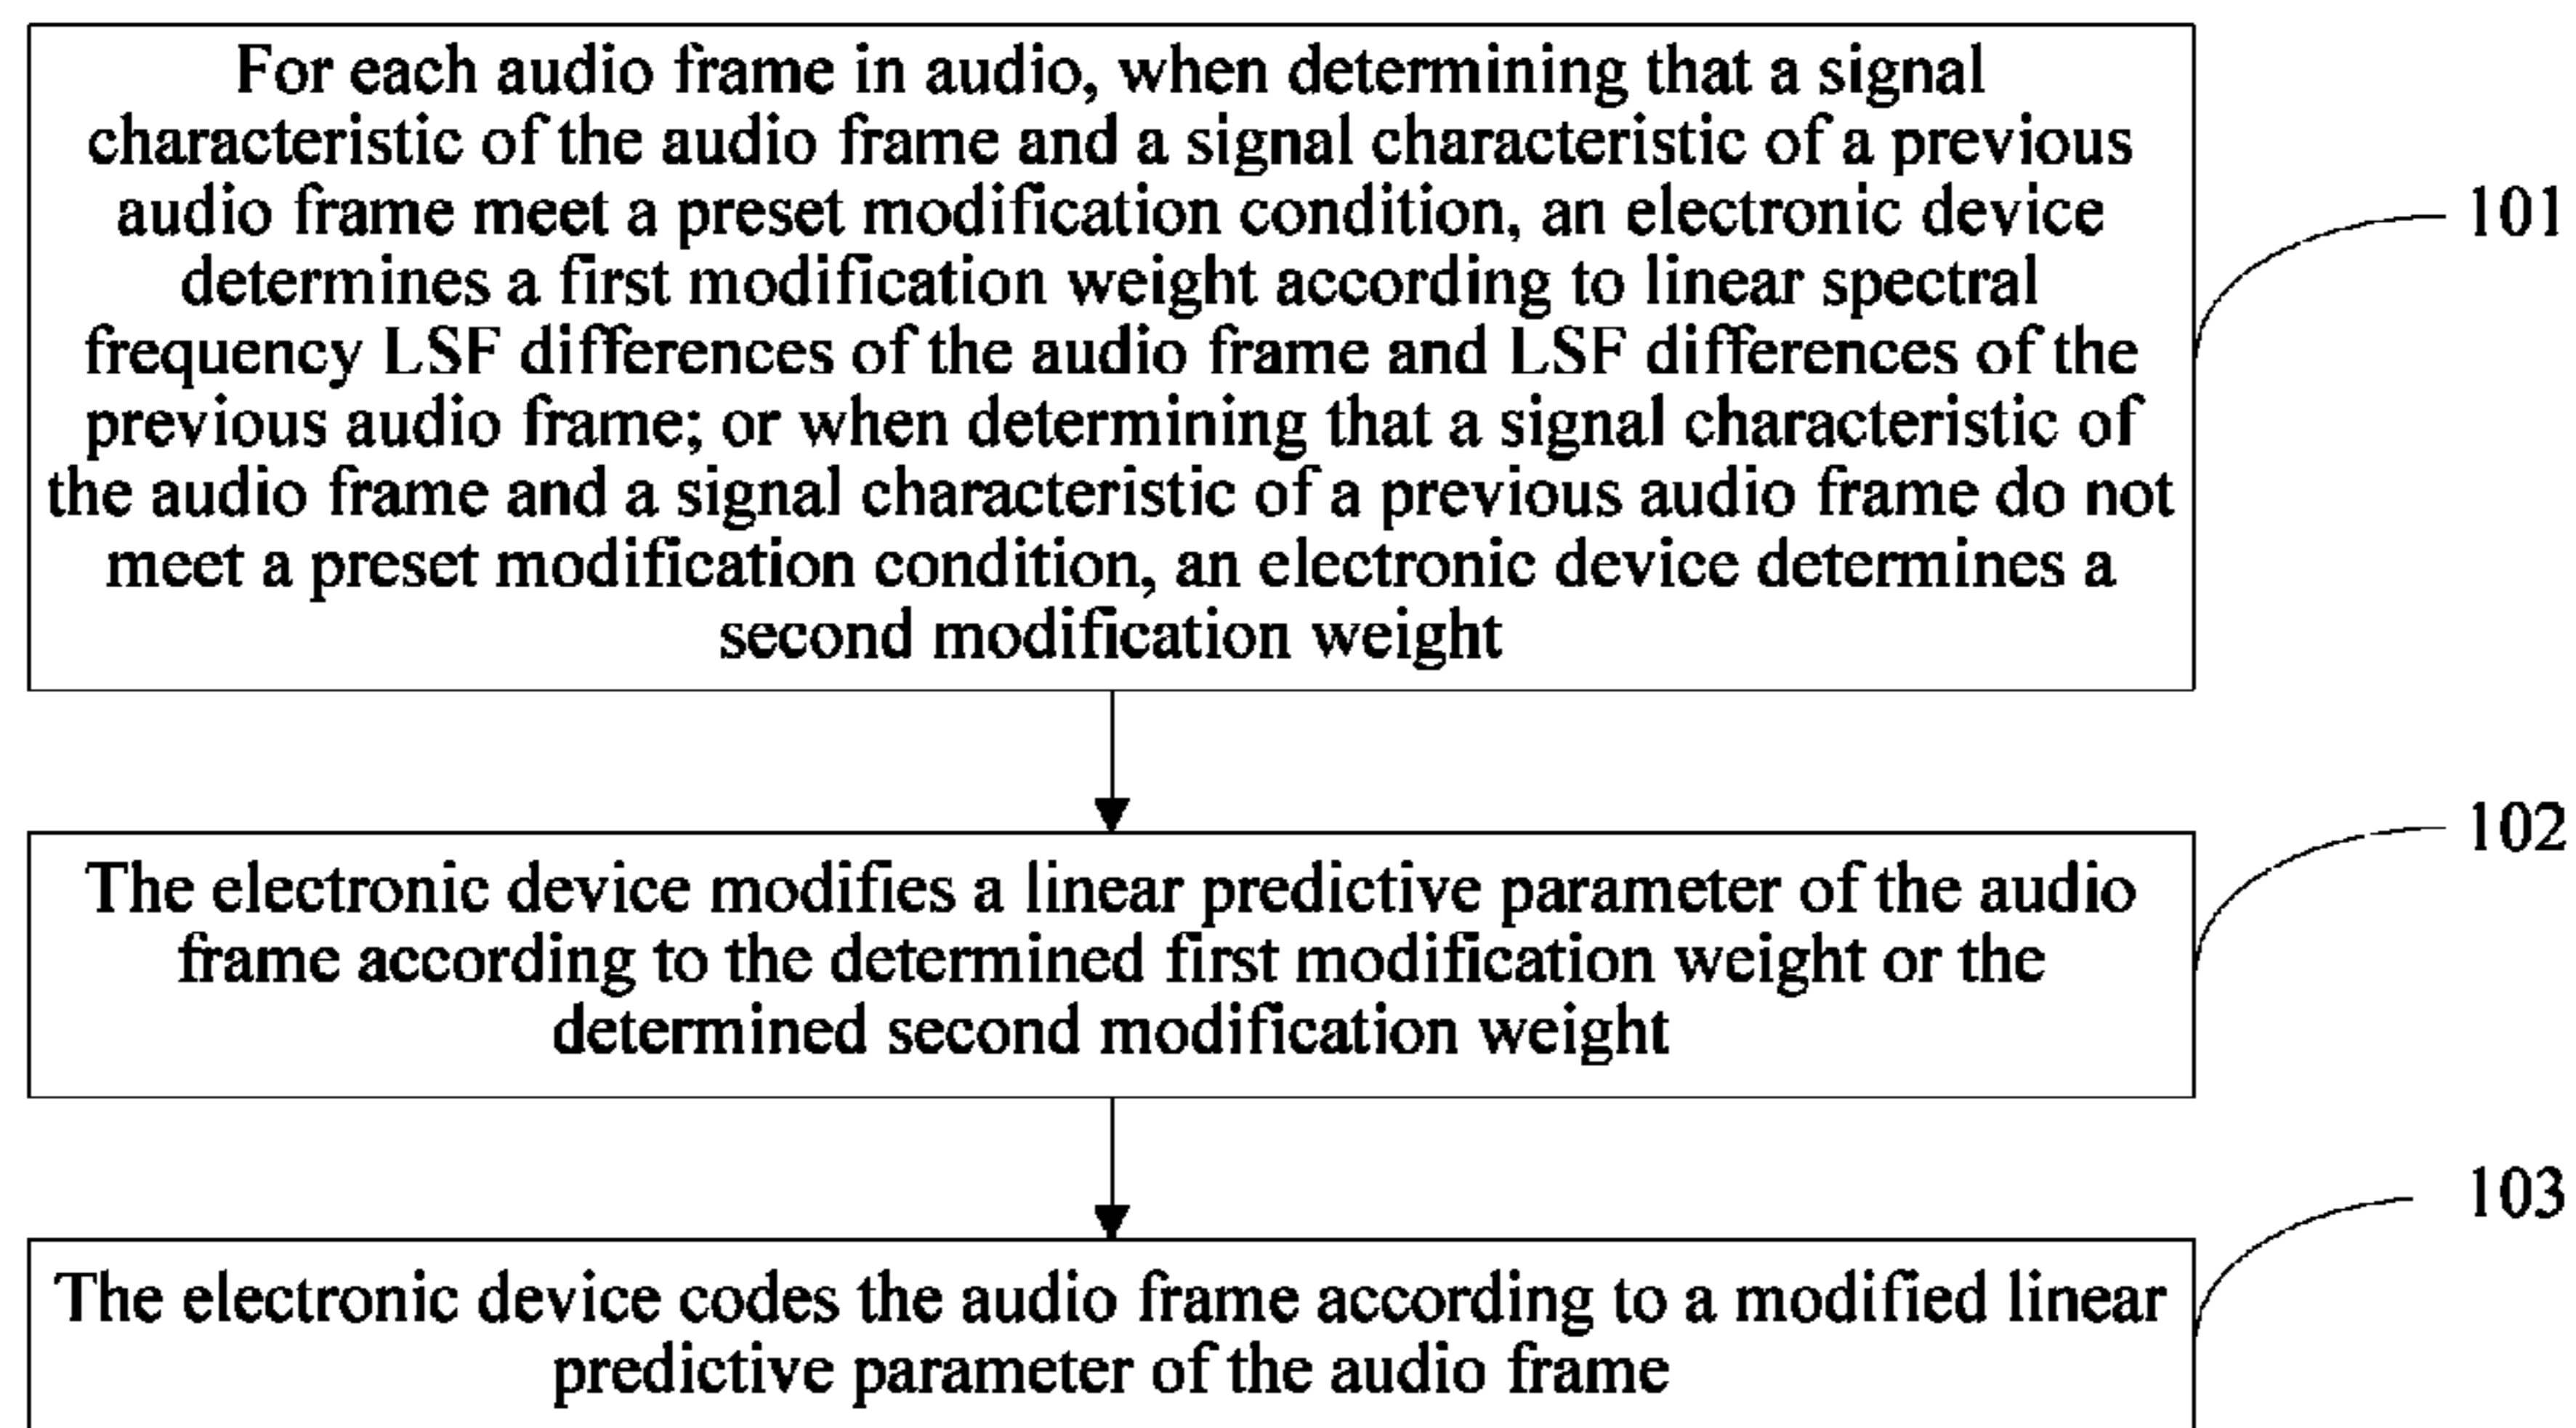 For each audio frame in audio, when determining that a signal
characteristic of the audio frame and a signal characteristic of a previous
audio frame meet a preset modification condition, an electronic device
determines a first modification weight according to linear spectral
frequency LSF differences of the audio frame and LSF differences of the
previous audio frame; or when determining that a signal characteristic of
the audio frame and a signal characteristic of a previous audio frame do not
meet a preset modification condition, an electronic device determines a
second modification weight
101
The electronic device modifies a linear predictive parameter of the audio
frame according to the determined first modification weight or the
determined second modification weight
102
The electronic device codes the audio frame according to a modified linear
predictive parameter of the audio frame
103